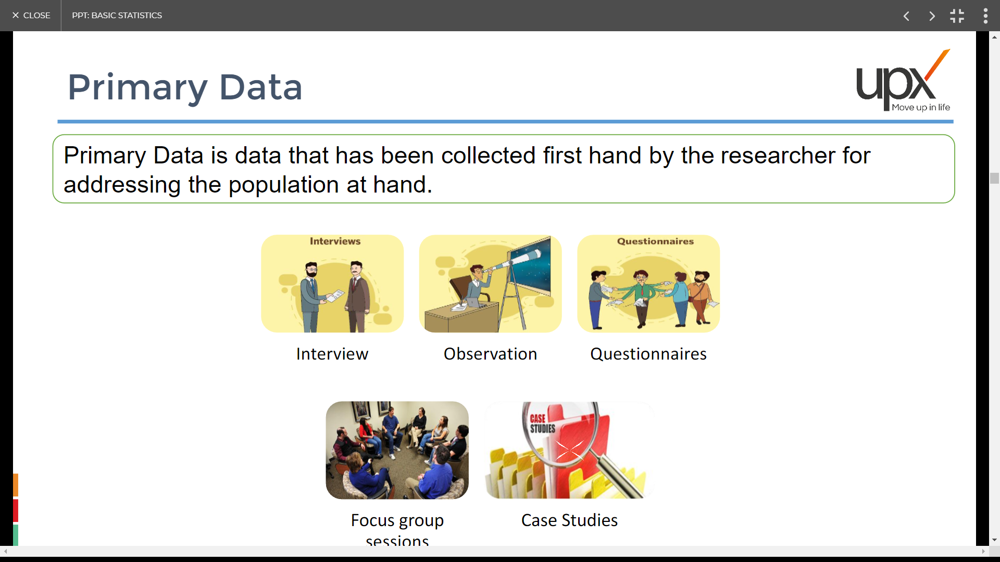 CLOSE
PPT: BASIC STATISTICS
Primary Data
upx
Move up in life
Primary Data is data that has been collected first hand by the researcher for
addressing the population at hand.
Interviews
Questionnaires
Interview
Observation
Questionnaires
CASE
STUDIES
Focus group
sessions
Case Studies